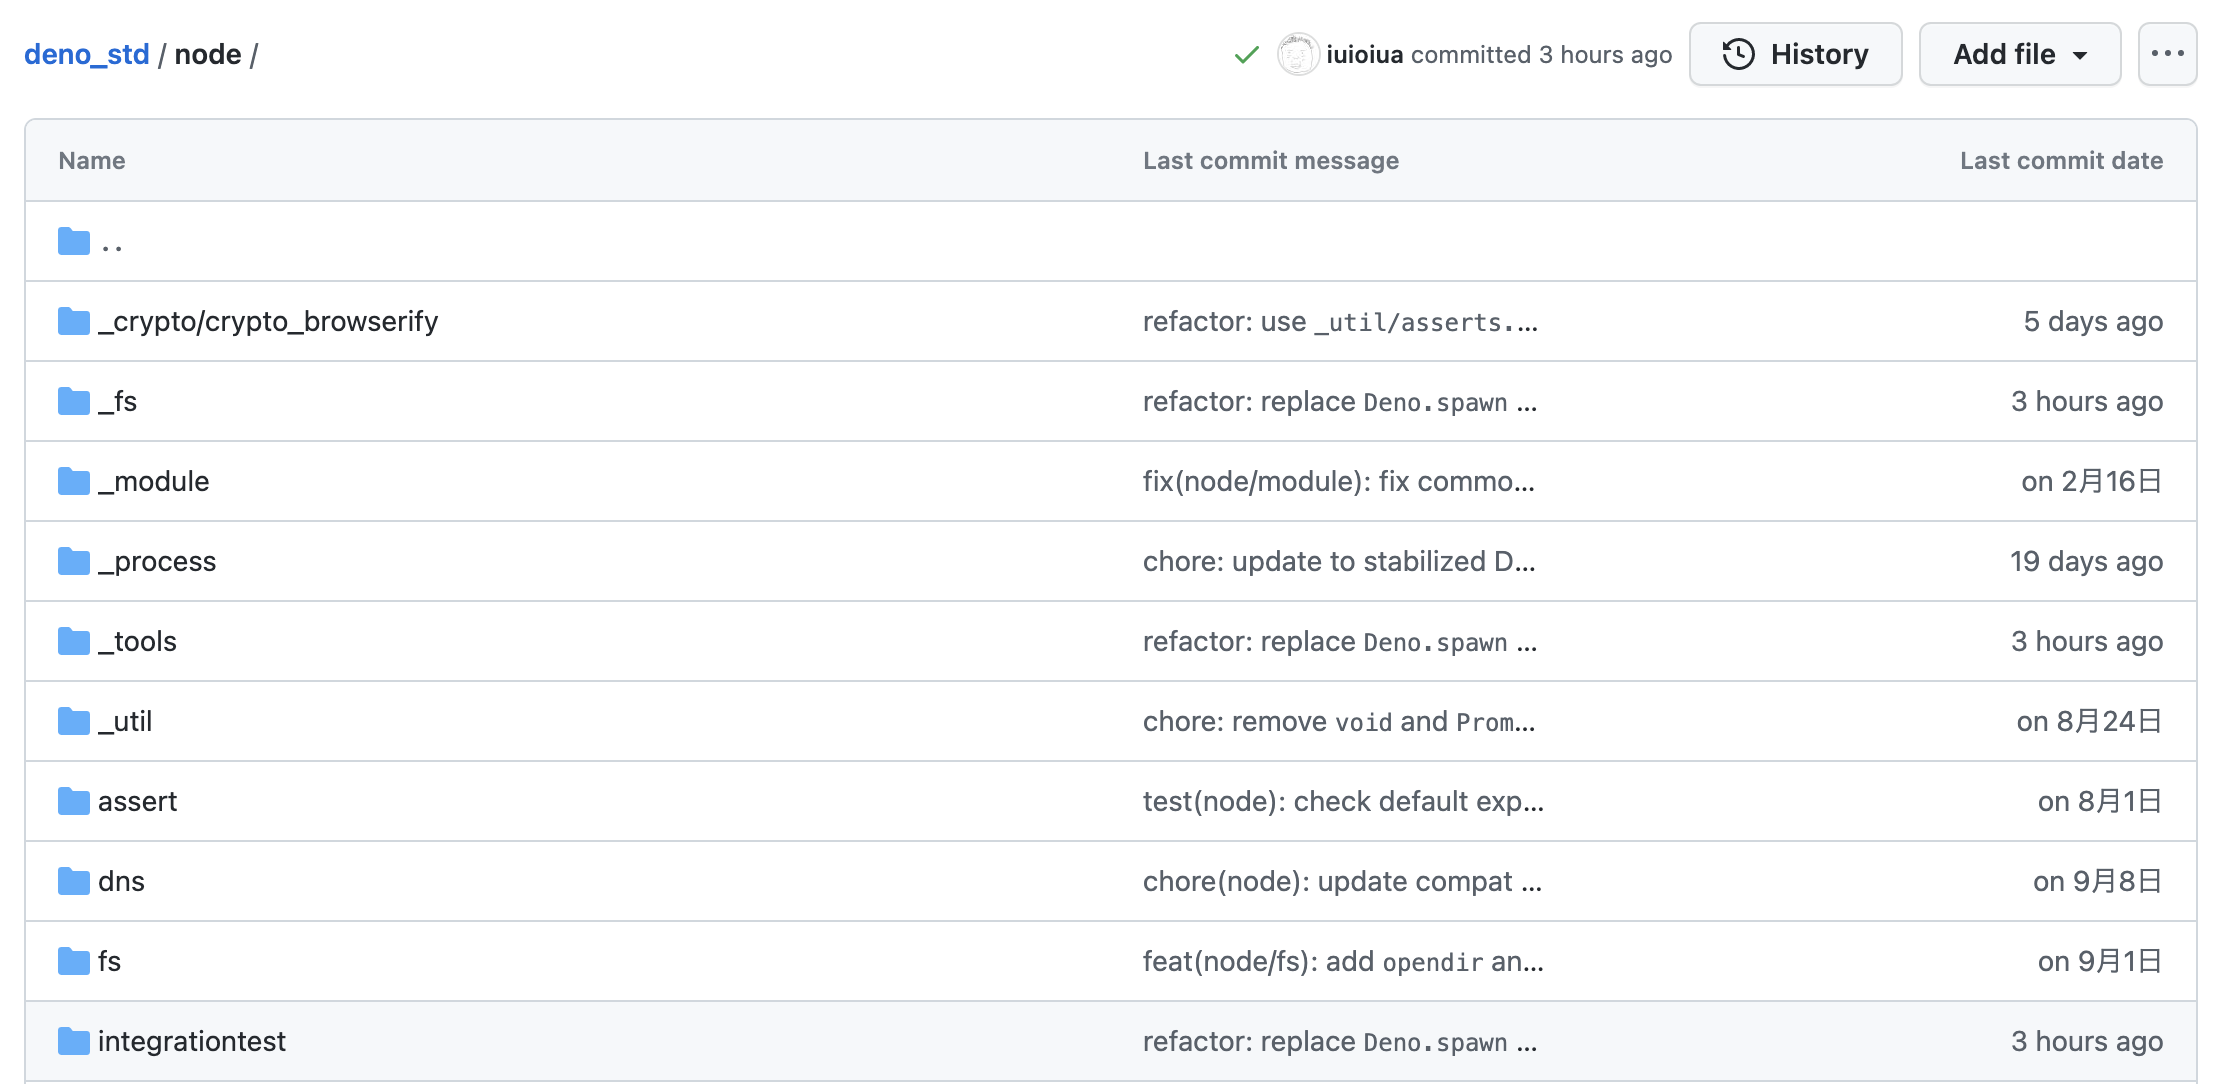 deno_std / node / iuioiua committed 3 hours ago History Add file ...
Name Last commit message Last commit date
..
_crypto/crypto_browserify refactor: use _util/asserts.... 5 days ago
_fs refactor: replace Deno.spawn ... 3 hours ago
_module fix(node/module): fix commo... on 2月16日
_process chore: update to stabilized D... 19 days ago
_tools refactor: replace Deno.spawn ... 3 hours ago
_util chore: remove void and Prom... on 8月24日
assert test(node): check default exp... on 8月1日
dns chore(node): update compat ... on 9月8日
fs feat(node/fs): add opendir an... on 9月1日
integrationtest refactor: replace Deno.spawn ... 3 hours ago